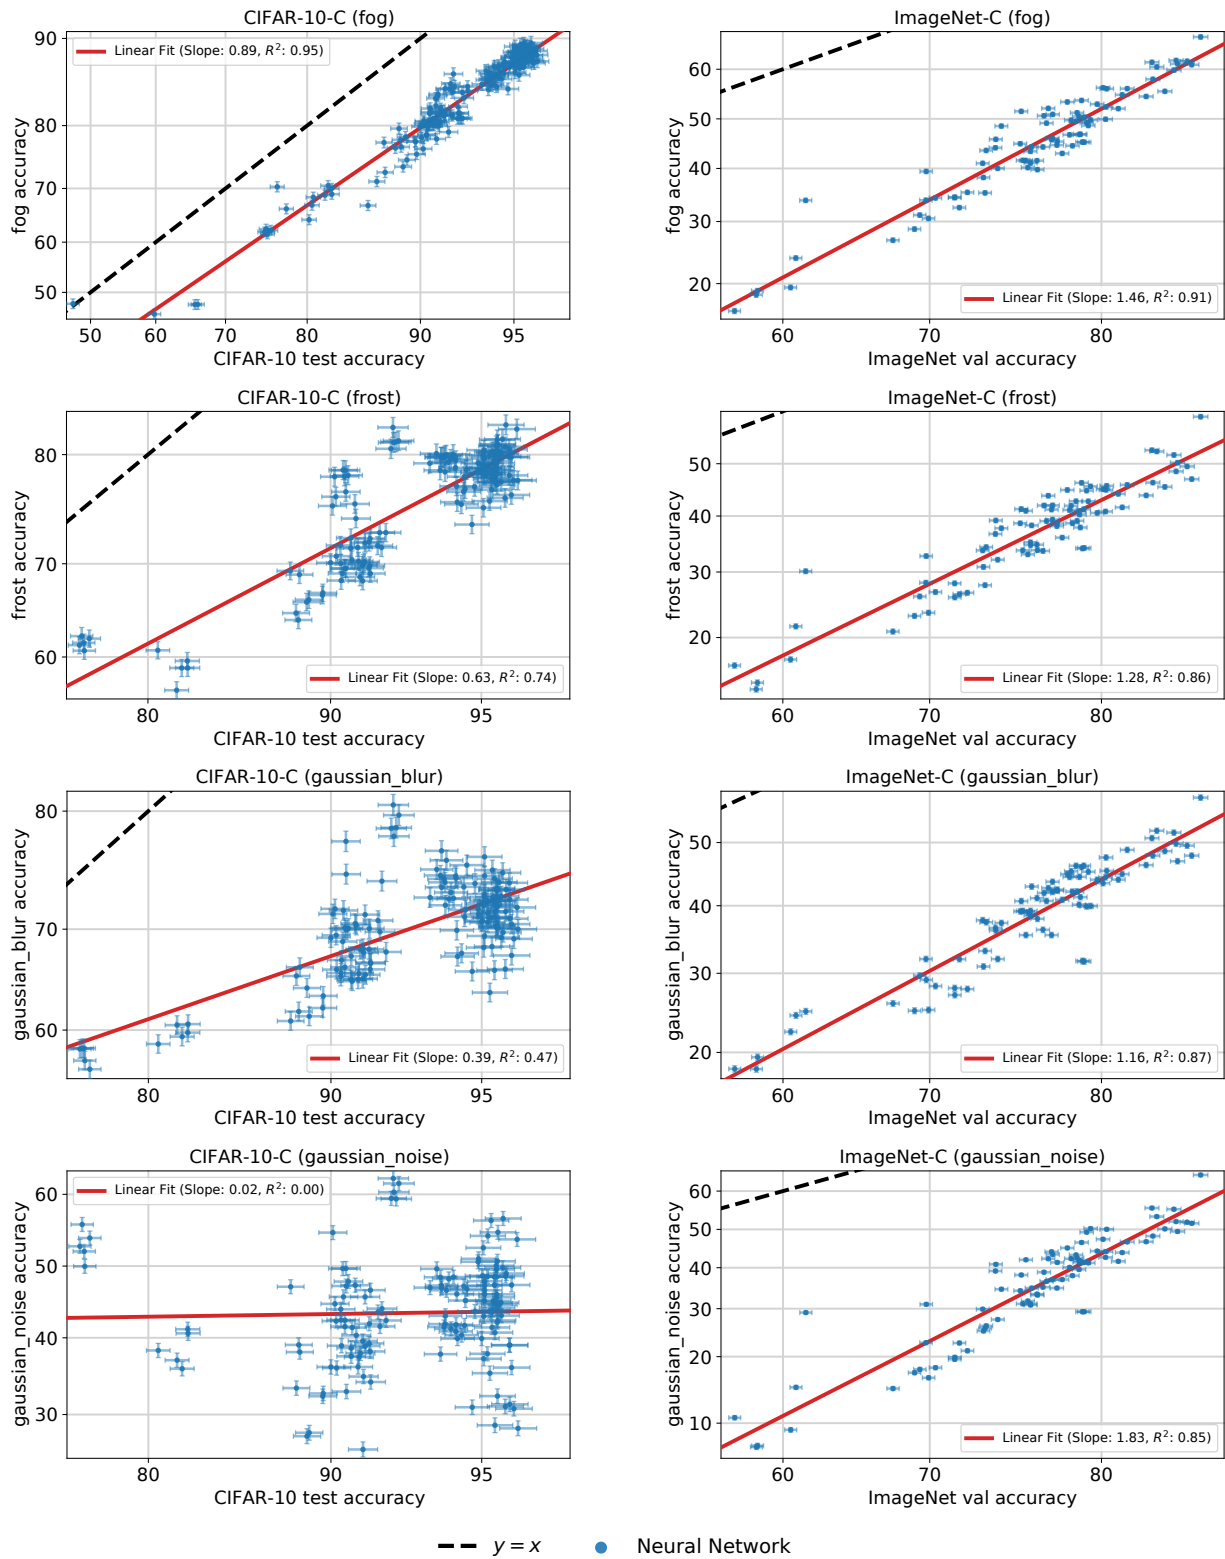 CIFAR-10-C (fog)
Linear Fit (Slope: 0.89, R²: 0.95)
fog accuracy
90
80
70
60
50
50 60 70 80 90 95
CIFAR-10 test accuracy
ImageNet-C (fog)
fog accuracy
60
50
40
30
20
Linear Fit (Slope: 1.46, R²: 0.91)
60 70 80
ImageNet val accuracy
CIFAR-10-C (frost)
frost accuracy
80
70
60
Linear Fit (Slope: 0.63, R²: 0.74)
80 90 95
CIFAR-10 test accuracy
ImageNet-C (frost)
frost accuracy
50
40
30
20
Linear Fit (Slope: 1.28, R²: 0.86)
60 70 80
ImageNet val accuracy
CIFAR-10-C (gaussian_blur)
gaussian_blur accuracy
80
70
60
Linear Fit (Slope: 0.39, R²: 0.47)
80 90 95
CIFAR-10 test accuracy
ImageNet-C (gaussian_blur)
gaussian_blur accuracy
50
40
30
20
Linear Fit (Slope: 1.16, R²: 0.87)
60 70 80
ImageNet val accuracy
CIFAR-10-C (gaussian_noise)
Linear Fit (Slope: 0.02, R²: 0.00)
gaussian_noise accuracy
60
50
40
30
80 90 95
CIFAR-10 test accuracy
ImageNet-C (gaussian_noise)
gaussian_noise accuracy
60
50
40
30
20
10
Linear Fit (Slope: 1.83, R²: 0.85)
60 70 80
ImageNet val accuracy
y = x Neural Network